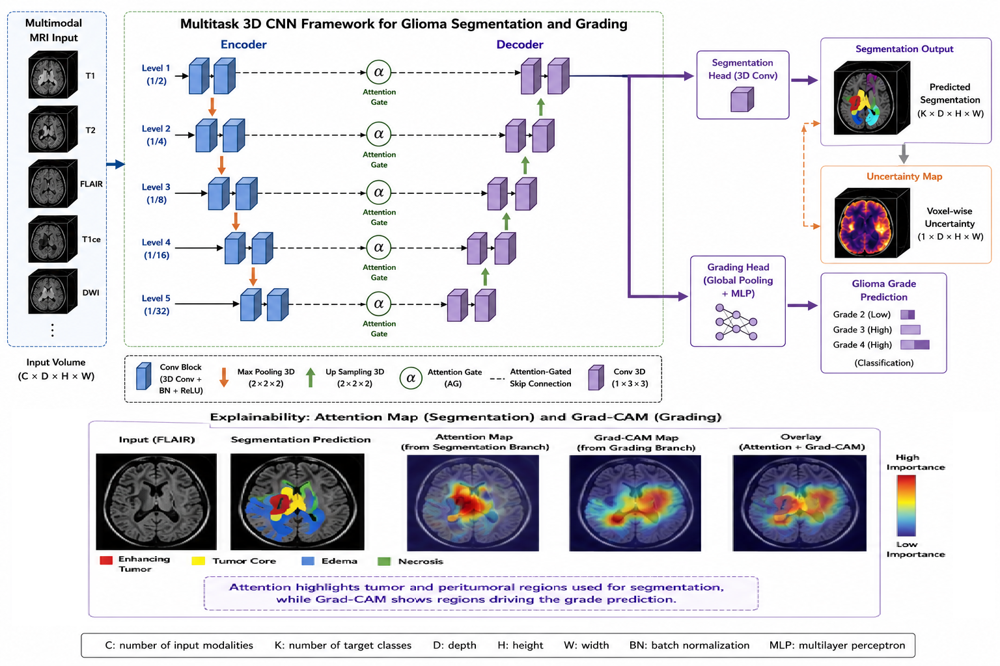 Multimodal
MRI Input
T1
T2
FLAIR
T1ce
DWI
⋮
Input Volume
(C × D × H × W)
Multitask 3D CNN Framework for Glioma Segmentation and Grading
Encoder
Decoder
Level 1
(1/2)
α
Attention
Gate
Level 2
(1/4)
α
Attention
Gate
Level 3
(1/8)
α
Attention
Gate
Level 4
(1/16)
α
Attention
Gate
Level 5
(1/32)
α
Attention
Gate
Segmentation
Head (3D Conv)
Segmentation Output
Predicted
Segmentation
(K × D × H × W)
Uncertainty Map
Voxel-wise
Uncertainty
(1 × D × H × W)
Grading Head
(Global Pooling
+ MLP)
Glioma Grade
Prediction
Grade 2 (Low)
Grade 3 (High)
Grade 4 (High)
(Classification)
Conv Block
(3D Conv +
BN + ReLU)
Max Pooling 3D
(2×2×2)
Up Sampling 3D
(2×2×2)
α
Attention Gate
(AG)
Attention-Gated
Skip Connection
Conv 3D
(1×3×3)
Explainability: Attention Map (Segmentation) and Grad-CAM (Grading)
Input (FLAIR)
Segmentation Prediction
Attention Map
(from Segmentation Branch)
Grad-CAM Map
(from Grading Branch)
Overlay
(Attention + Grad-CAM)
High
Importance
Low
Importance
Enhancing
Tumor
Tumor Core
Edema
Necrosis
Attention highlights tumor and peritumoral regions used for segmentation,
while Grad-CAM shows regions driving the grade prediction.
C: number of input modalities K: number of target classes D: depth H: height W: width BN: batch normalization MLP: multilayer perceptron